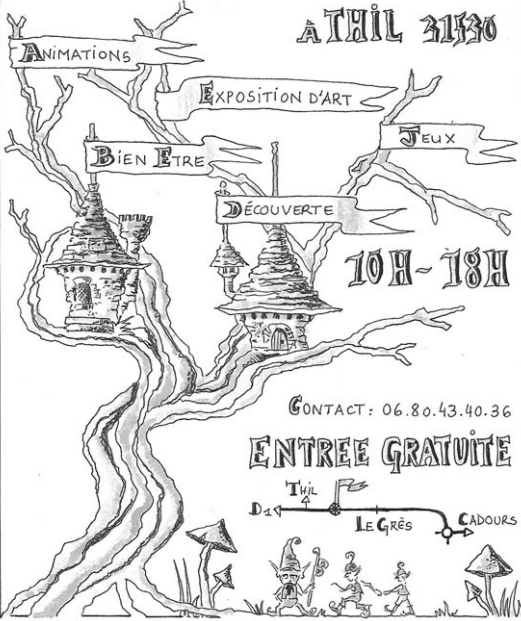 À THIL 31530
ANIMATIONS
EXPOSITION D'ART
JEUX
BIEN ETRE
DÉCOUVERTE
10H - 18H
CONTACT: 06.80.43.40.36
ENTREE GRATUITE
THIL
D1
LE GRÈS
CADOURS